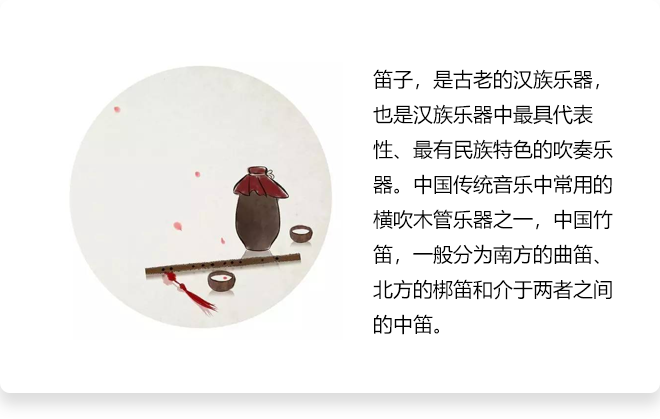 笛子，是古老的汉族乐器，
也是汉族乐器中最具代表
性、最有民族特色的吹奏乐
器。中国传统音乐中常用的
横吹木管乐器之一，中国竹
笛，一般分为南方的曲笛、
北方的梆笛和介于两者之间
的中笛。